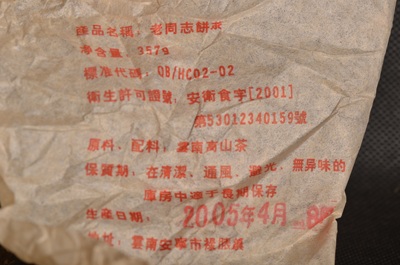 產品名稱：老同志餅茶
净含量：357g
標准代碼：QB/HC02-02
衛生許可證號：安衛食字[2001]
第53012340159號
原料、配料：雲南高山茶
保質期：在清潔、通風、避光、無异味的
庫房中適于長期保存
生産日期：2005年4月
地址：雲南安寧市禄脿鎮